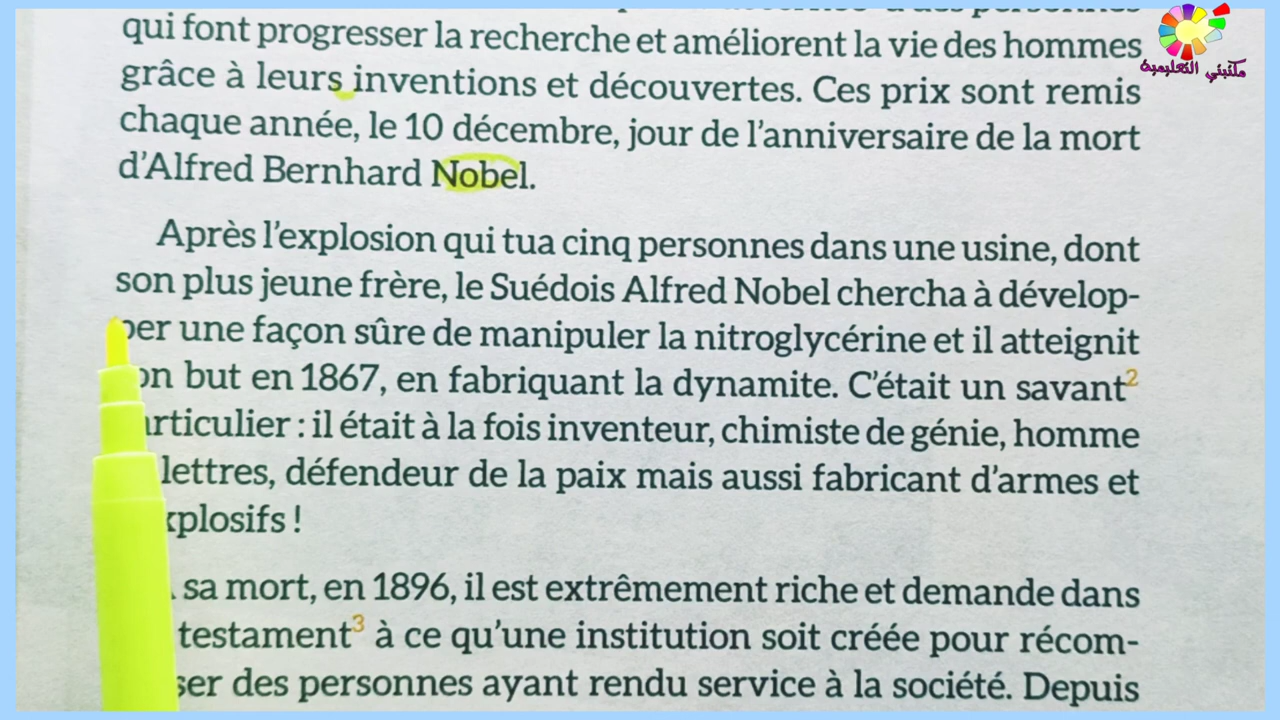 qui font progresser la recherche et améliorent la vie des hommes
grâce à leurs inventions et découvertes. Ces prix sont remis
chaque année, le 10 décembre, jour de l'anniversaire de la mort
d'Alfred Bernhard Nobel.
Après l'explosion qui tua cinq personnes dans une usine, dont
son plus jeune frère, le Suédois Alfred Nobel chercha à dévelop-
per une façon sûre de manipuler la nitroglycérine et il atteignit
on but en 1867, en fabriquant la dynamite. C'était un savant²
rticulier : il était à la fois inventeur, chimiste de génie, homme
lettres, défendeur de la paix mais aussi fabricant d'armes et
xplosifs !
sa mort, en 1896, il est extrêmement riche et demande dans
testament³ à ce qu'une institution soit créée pour récom-
ser des personnes ayant rendu service à la société. Depuis
مكتبتي التعليمية